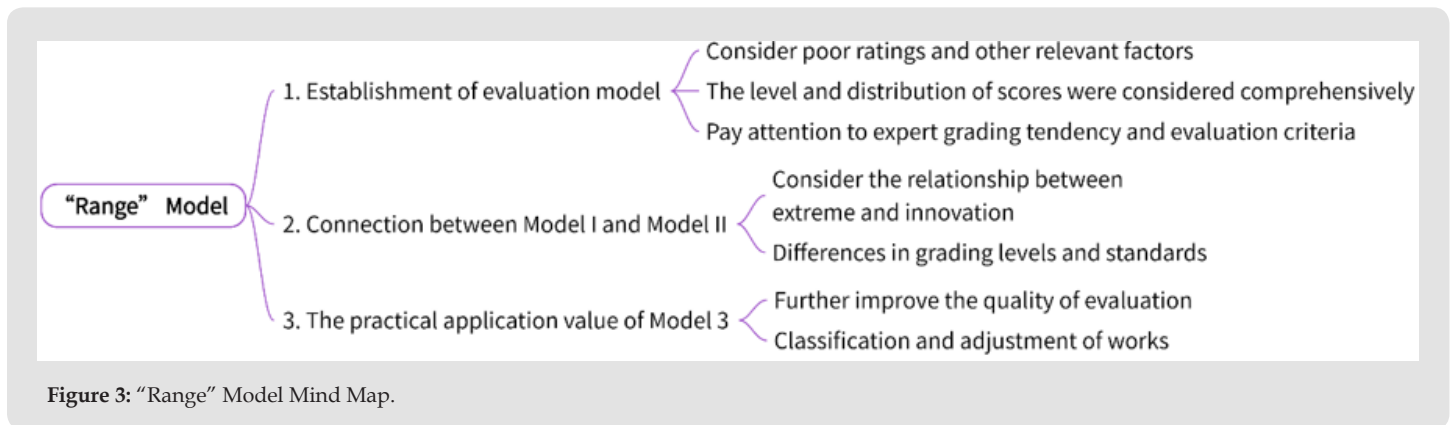 “Range” Model
1. Establishment of evaluation model
Consider poor ratings and other relevant factors
The level and distribution of scores were considered comprehensively
Pay attention to expert grading tendency and evaluation criteria
2. Connection between Model I and Model II
Consider the relationship between
extreme and innovation
Differences in grading levels and standards
3. The practical application value of Model 3
Further improve the quality of evaluation
Classification and adjustment of works
Figure 3: “Range” Model Mind Map.